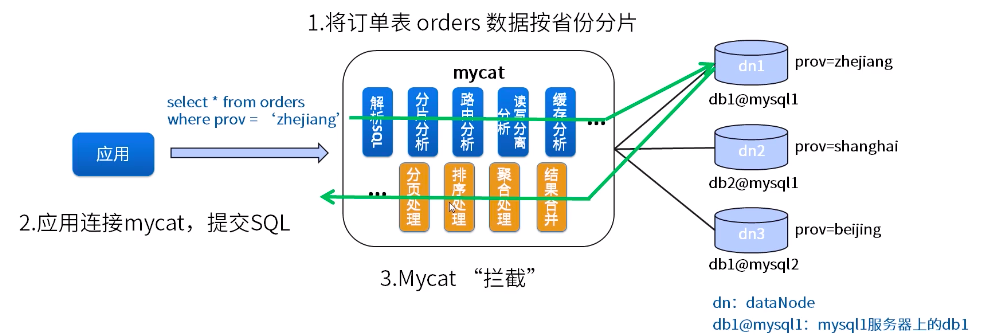 1.将订单表 orders 数据按省份分片
mycat
select * from orders
where prov = ‘zhejiang’
应用
解析SQL
分片分析
路由分析
读写分离分析
缓存分析
...
...
分页处理
排序处理
聚合处理
结果合并
2.应用连接mycat，提交SQL
3.Mycat “拦截”
dn1
prov=zhejiang
db1@mysql1
dn2
prov=shanghai
db2@mysql1
dn3
prov=beijing
db1@mysql2
dn：dataNode
db1@mysql1：mysql1服务器上的db1